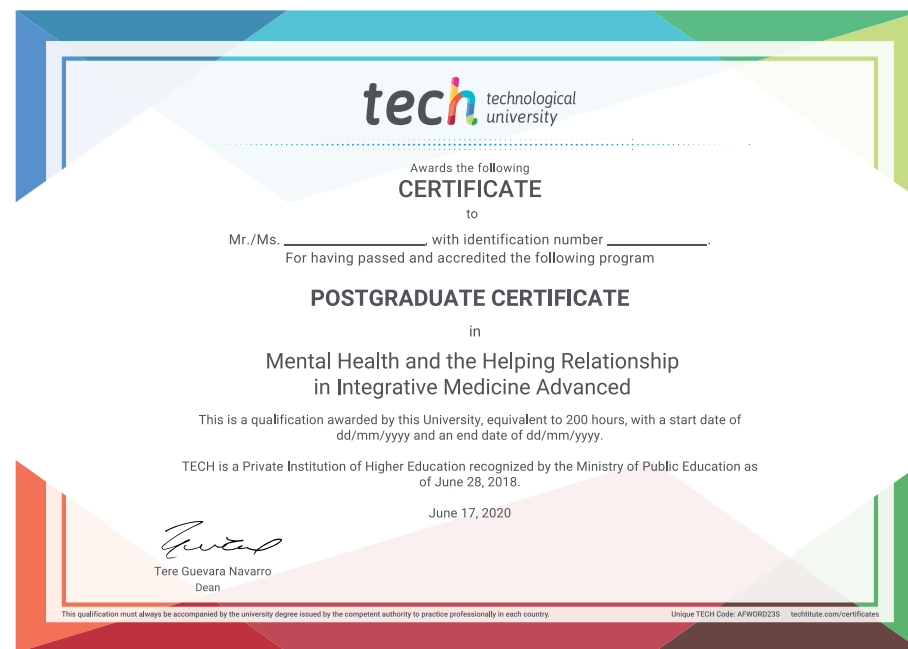 tech technological
university
Awards the following
CERTIFICATE
to
Mr./Ms. ____________________, with identification number ______________.
For having passed and accredited the following program
POSTGRADUATE CERTIFICATE
in
Mental Health and the Helping Relationship
in Integrative Medicine Advanced
This is a qualification awarded by this University, equivalent to 200 hours, with a start date of
dd/mm/yyyy and an end date of dd/mm/yyyy.
TECH is a Private Institution of Higher Education recognized by the Ministry of Public Education as
of June 28, 2018.
June 17, 2020
Tere Guevara Navarro
Dean
This qualification must always be accompanied by the university degree issued by the competent authority to practice professionally in each country.
Unique TECH Code: AFWORD23S techtitute.com/certificates